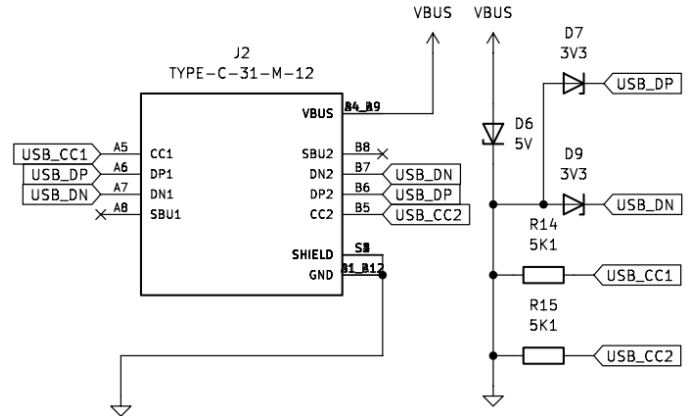 VBUS
VBUS
D7
3V3
USB_DP
J2
TYPE-C-31-M-12
VBUS
D6
5V
USB_CC1
A5
CC1
SBU2
B8
USB_DP
A6
DP1
DN2
B7
USB_DN
USB_DN
A7
DN1
DP2
B6
USB_DP
A8
SBU1
CC2
B5
USB_CC2
D9
3V3
USB_DN
R14
5K1
SHIELD
GND
USB_CC1
R15
5K1
USB_CC2